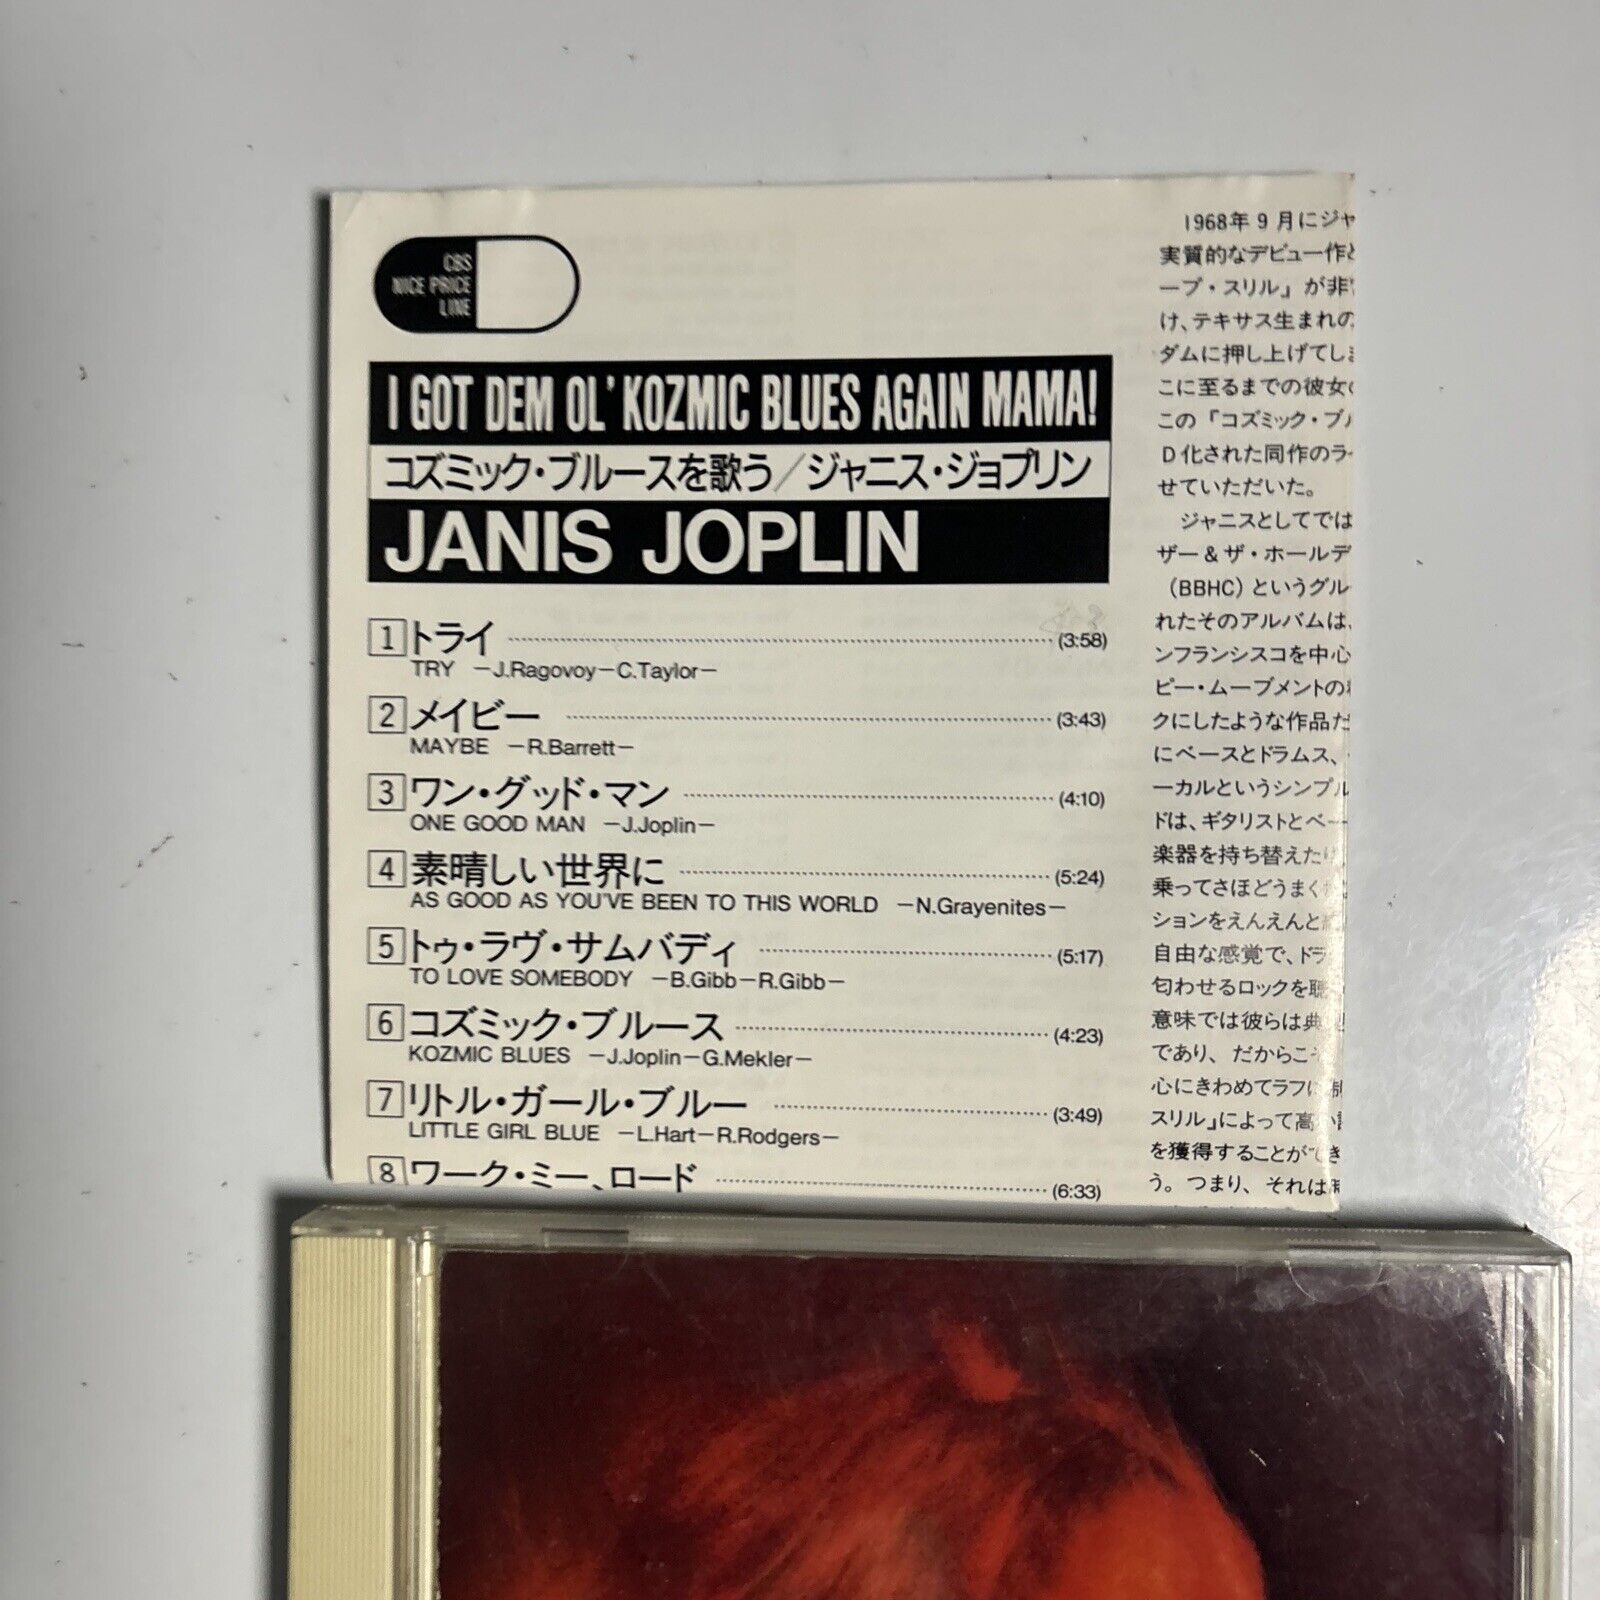 CBS
NICE PRICE
LINE
I GOT DEM OL' KOZMIC BLUES AGAIN MAMA!
コズミック・ブルースを歌う／ジャニス・ジョプリン
JANIS JOPLIN
1 トライ (3:58)
TRY —J.Ragovoy—C.Taylor—
2 メイビー (3:43)
MAYBE —R.Barrett—
3 ワン・グッド・マン (4:10)
ONE GOOD MAN —J.Joplin—
4 素晴しい世界に (5:24)
AS GOOD AS YOU'VE BEEN TO THIS WORLD —N.Grayenites—
5 トゥ・ラヴ・サムバディ (5:17)
TO LOVE SOMEBODY —B.Gibb—R.Gibb—
6 コズミック・ブルース (4:23)
KOZMIC BLUES —J.Joplin—G.Mekler—
7 リトル・ガール・ブルー (3:49)
LITTLE GIRL BLUE —L.Hart—R.Rodgers—
8 ワーク・ミー、ロード (6:33)
1968年9月にジャ
実質的なデビュー作と
ープ・スリル』が非
け、テキサス生まれの
ダムに押し上げてしま
こに至るまでの彼女の
この「コズミック・ブル
D化された同作のラー
せていただいた。
ジャニスとしてでは
ザー＆ザ・ホールデ
（BBHC）というグル
れたそのアルバムは、
ンフランシスコを中心
ピー・ムーブメントの
クにしたような作品だ
にベースとドラムス、
ーカルというシンプル
ドは、ギタリストとベー
楽器を持ち替えたり
乗ってさほどうまく
ションをえんえんと
自由な感覚で、ドラ
匂わせるロックを聴
意味では彼らは典
であり、だからこそ
心にきわめてラフに
スリル」によって高い
を獲得することができ
う。つまり、それは